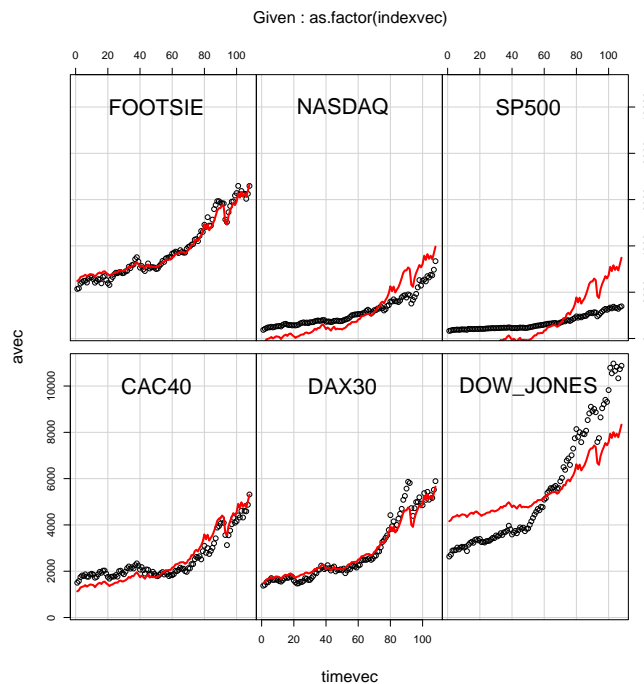 Given : as.factor(indexvec)
0 20 40 60 80 100
0 20 40 60 80 100
FOOTSIE NASDAQ SP500
CAC40 DAX30 DOW_JONES
avec
10000
8000
6000
4000
2000
0
0 20 40 60 80 100
timevec